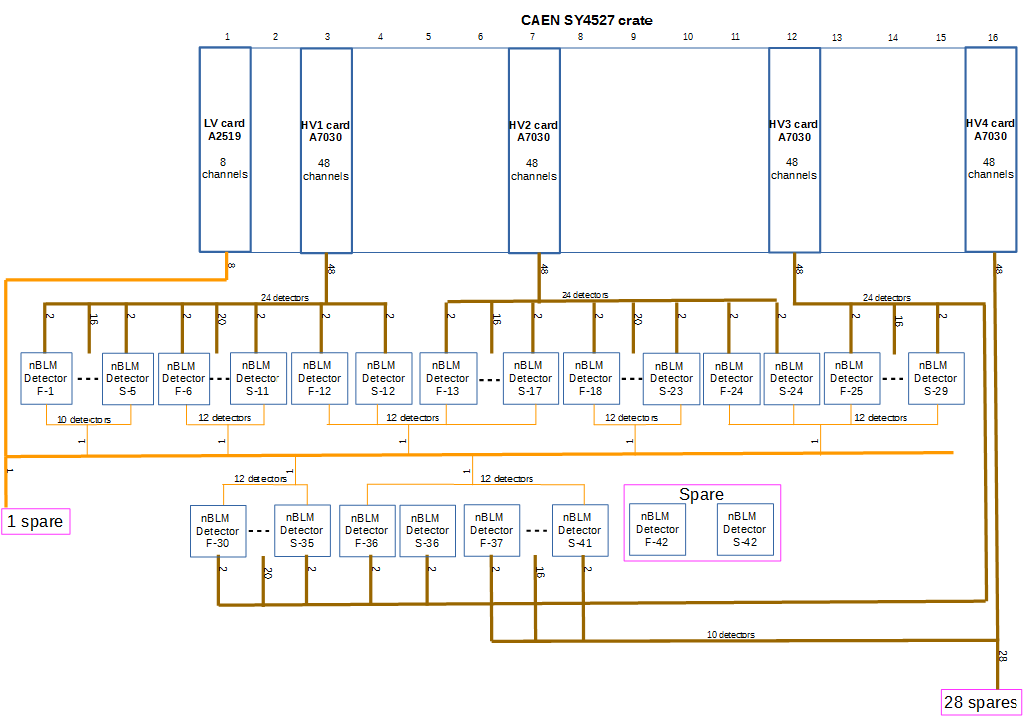 CAEN SY4527 crate
1 2 3 4 5 6 7 8 9 10 11 12 13 14 15 16
LV card HV1 card HV2 card HV3 card HV4 card
A2519 A7030 A7030 A7030 A7030
8 48 48 48 48
channels channels channels channels channels
8 48 48 48 48
24 detectors 24 detectors 24 detectors
2 16 2 2 20 2 2 2 2 16 2 2 20 2 2 2 2 16 2
nBLM nBLM nBLM nBLM nBLM nBLM nBLM nBLM nBLM nBLM nBLM nBLM nBLM nBLM
Detector Detector Detector Detector Detector Detector Detector Detector Detector Detector Detector Detector Detector Detector
F-1 S-5 F-6 S-11 F-12 S-12 F-13 S-17 F-18 S-23 F-24 S-24 F-25 S-29
10 detectors 12 detectors 12 detectors 12 detectors 12 detectors
1 1 1 1 1
1 1 1
12 detectors 12 detectors
Spare
1 spare
nBLM nBLM nBLM nBLM nBLM nBLM nBLM nBLM
Detector Detector Detector Detector Detector Detector Detector Detector
F-30 S-35 F-36 S-36 F-37 S-41 F-42 S-42
2 20 2 2 2 2 16 2
10 detectors
28
28 spares